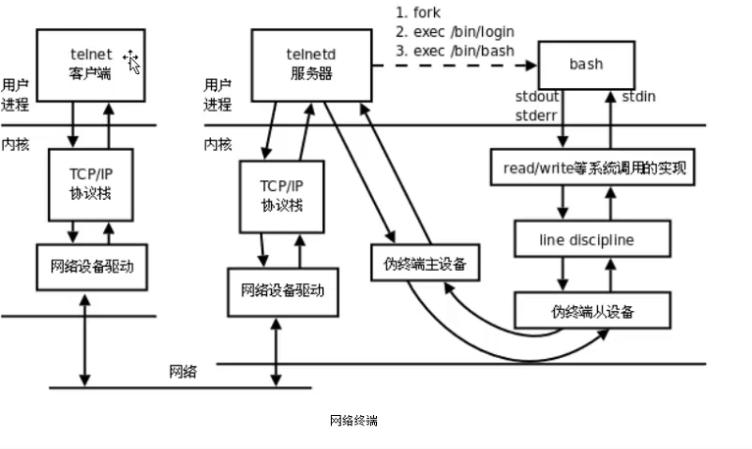 1. fork
2. exec /bin/login
3. exec /bin/bash
telnet
客户端
telnetd
服务器
bash
用户
进程
用户
进程
stdout
stderr
stdin
内核
内核
TCP/IP
协议栈
TCP/IP
协议栈
read/write等系统调用的实现
line discipline
网络设备驱动
网络设备驱动
伪终端主设备
伪终端从设备
网络
网络终端